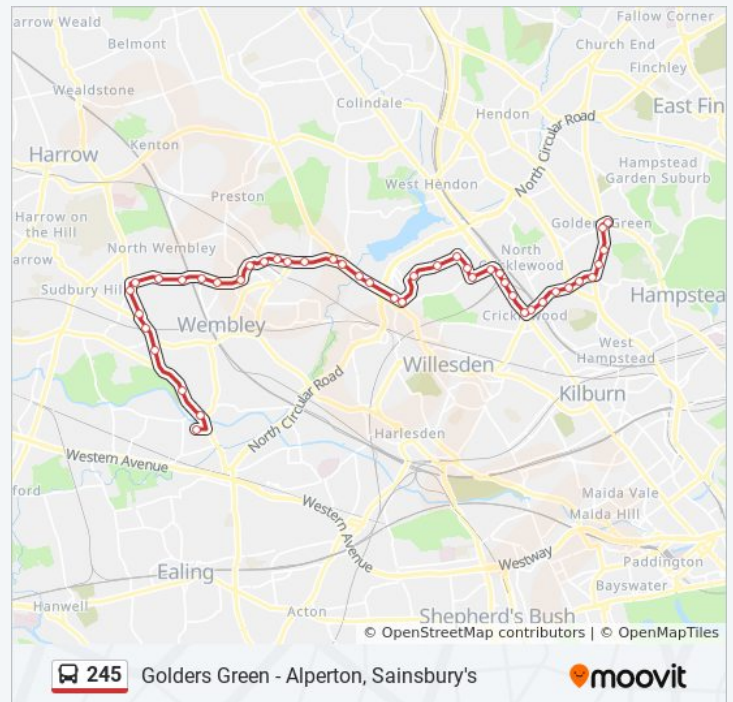 arrow Weald
Belmont
Fallow Corner
Church End
Finchley
Wealdstone
Colindale
East Fin
Hendon
North Circular Road
Kenton
Harrow
Hampstead
Garden Suburb
West Hendon
Preston
Harrow on
the Hill
Golders Green
North Wembley
North
Cricklewood
arrow
Sudbury Hil
Hampstea
Cricklewood
Wembley
West
Hampstead
Willesden
Kilburn
North Circular Road
Harlesden
Western Avenue
ford
Maida Vale
Maida Hill
Western Avenue
Westway
Paddington
Ealing
Bayswater
Hanwell
Acton
Shepherd's Bush
© OpenStreetMap contributors | © OpenMapTiles
245 Golders Green - Alperton, Sainsbury's
moovit